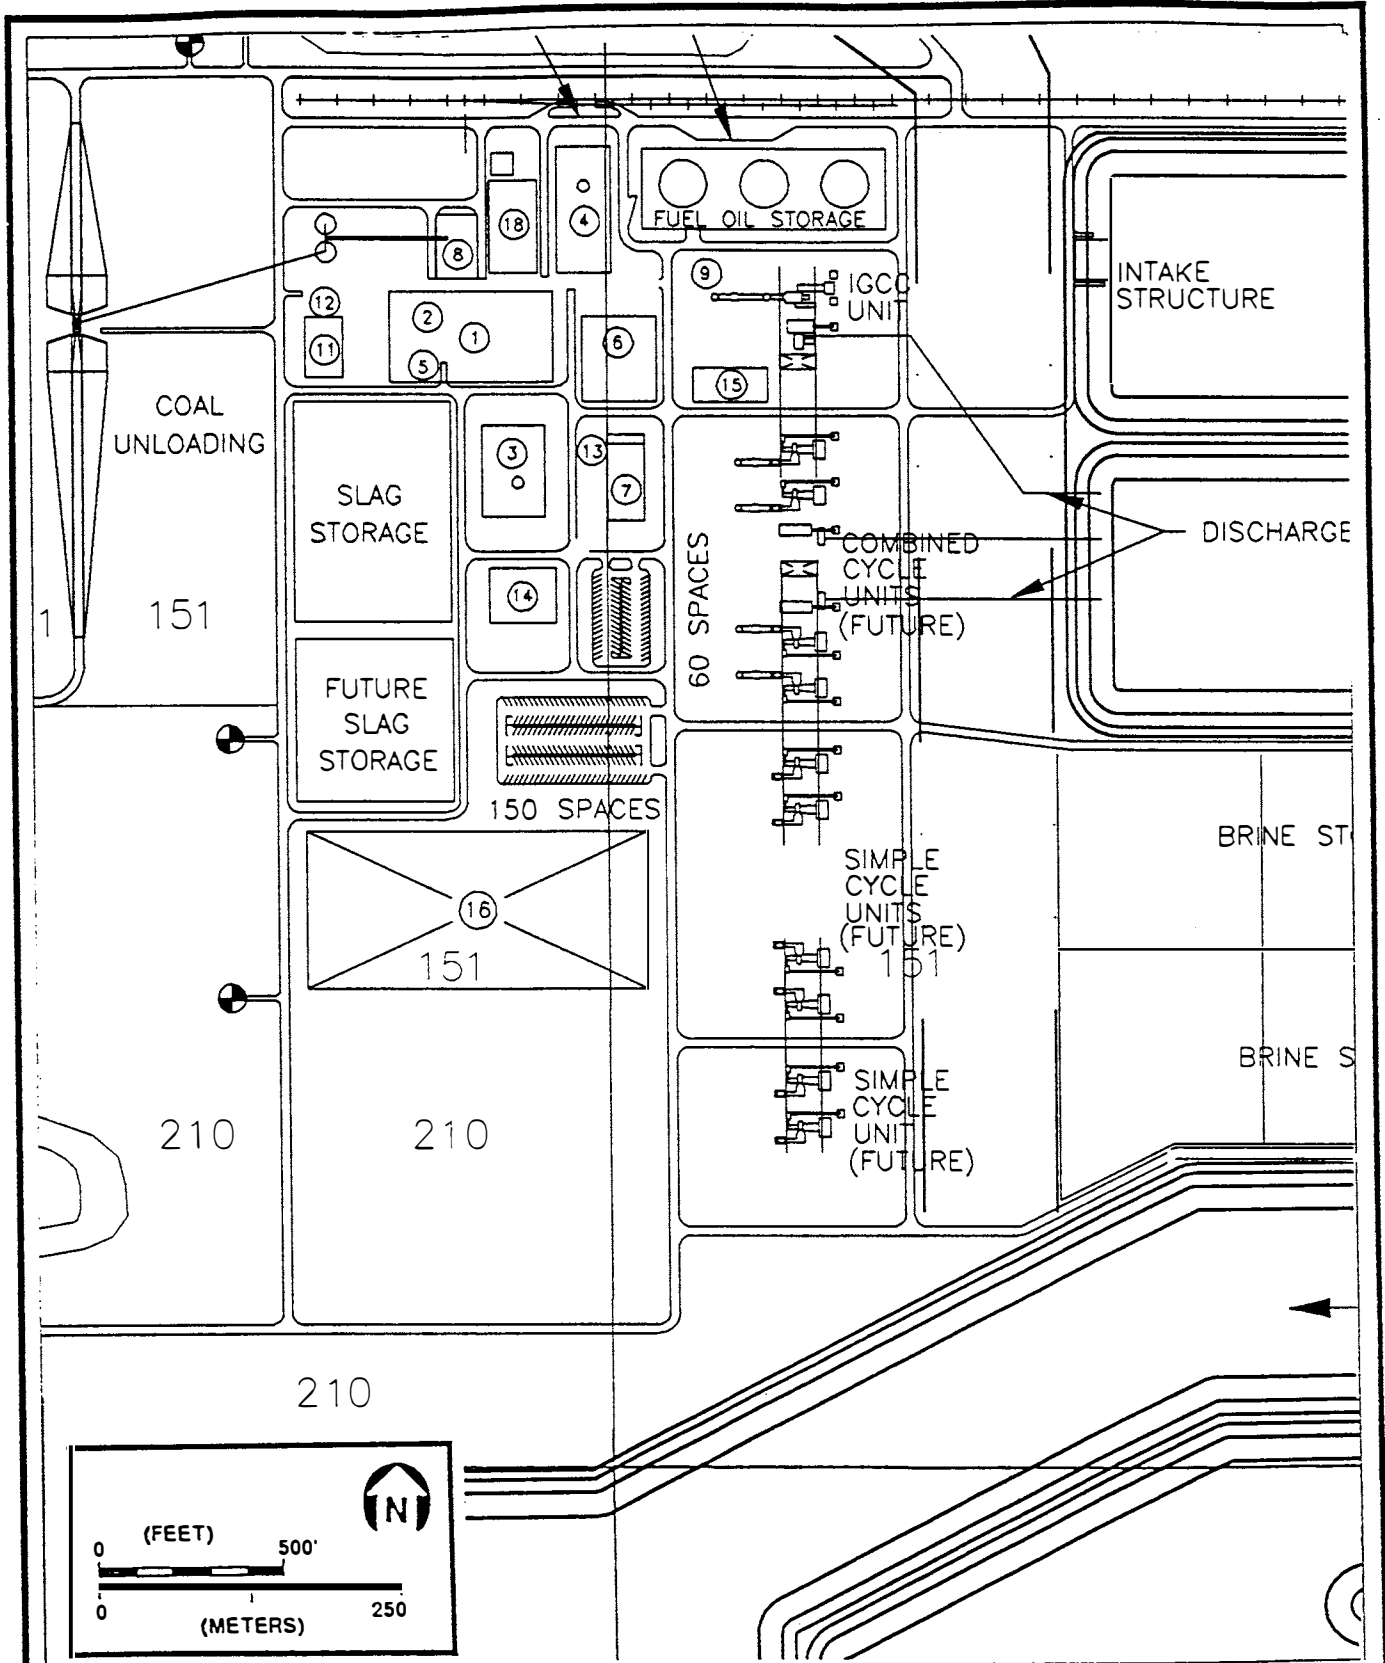 18
4
FUEL OIL STORAGE
8
9
IGCC
UNIT
INTAKE
STRUCTURE
12
2
1
6
11
5
15
COAL
UNLOADING
3
13
7
SLAG
STORAGE
DISCHARGE
60 SPACES
COMBINED
CYCLE
UNITS
(FUTURE)
14
1
151
FUTURE
SLAG
STORAGE
150 SPACES
BRINE
SIMPLE
CYCLE
UNITS
(FUTURE)
151
16
151
BRINE S
SIMPLE
CYCLE
UNIT
(FUTURE)
210
210
210
N
(FEET)
0 500'
0 250
(METERS)